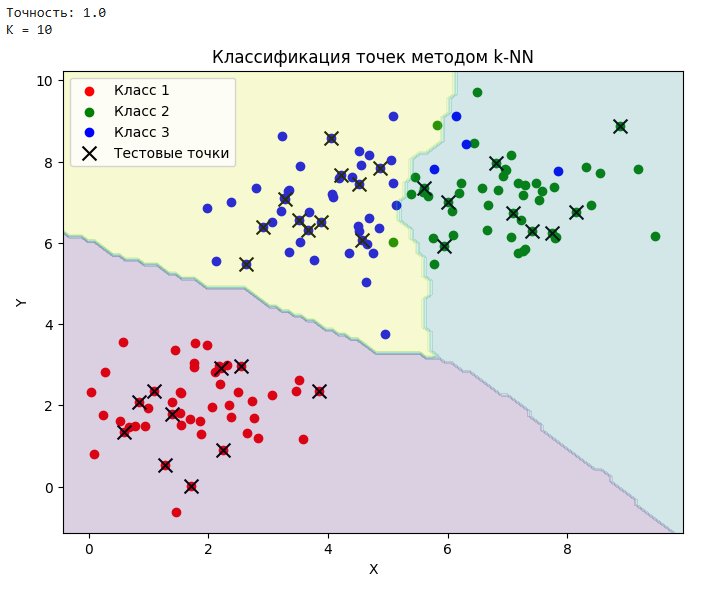 Точность: 1.0
K = 10
Классификация точек методом k-NN
Класс 1
Класс 2
Класс 3
Тестовые точки
10
8
6
4
2
0
Y
0 2 4 6 8
X